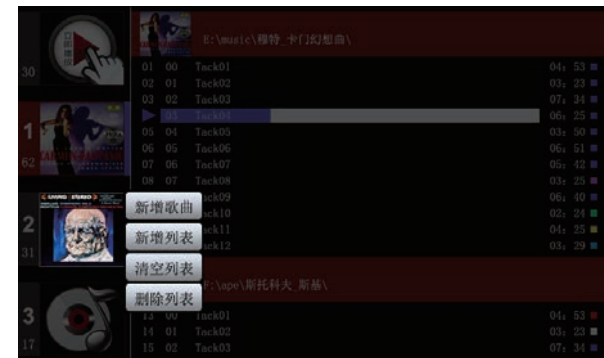 立即播放
30
1
62
2
31
3
17
E:\music\穆特_卡门幻想曲\
01 00 Tack01 04: 53
02 01 Tack02 03: 23
03 02 Tack03 07: 34
03 Tack04 06: 25
05 04 Tack05 03: 50
06 05 Tack06 06: 51
07 06 Tack07 05: 42
08 07 Tack08 03: 25
ack09 06: 40
ack10 02: 24
ack11 04: 25
ack12 03: 29
新增歌曲
新增列表
清空列表
删除列表
F:\ape\斯托科夫_斯基\
13 00 Tack01 04: 53
14 01 Tack02 03: 23
15 02 Tack03 07: 34